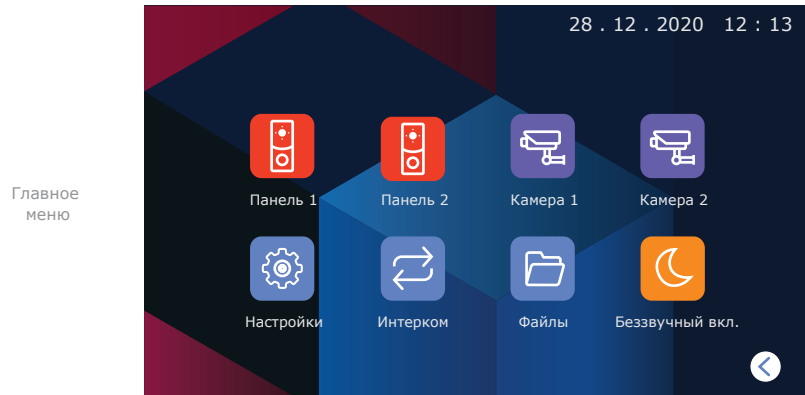 28 . 12 . 2020 12 : 13
Главное
меню
Панель 1
Панель 2
Камера 1
Камера 2
Настройки
Интерком
Файлы
Беззвучный вкл.